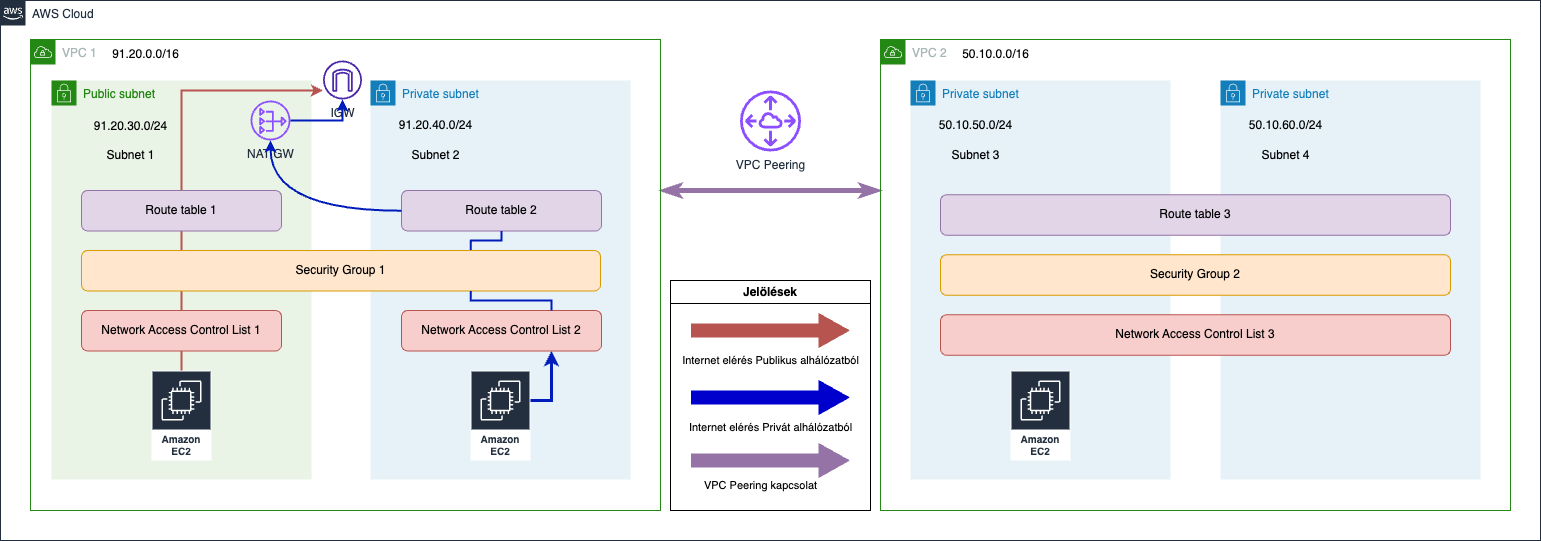 aws
AWS Cloud
VPC 1
91.20.0.0/16
Public subnet
91.20.30.0/24
Subnet 1
IGW
NAT GW
Private subnet
91.20.40.0/24
Subnet 2
Route table 1
Route table 2
Security Group 1
Network Access Control List 1
Network Access Control List 2
Amazon
EC2
Amazon
EC2
VPC Peering
Jelölések
Internet elérés Publikus alhálózatból
Internet elérés Privát alhálózatból
VPC Peering kapcsolat
VPC 2
50.10.0.0/16
Private subnet
50.10.50.0/24
Subnet 3
Private subnet
50.10.60.0/24
Subnet 4
Route table 3
Security Group 2
Network Access Control List 3
Amazon
EC2